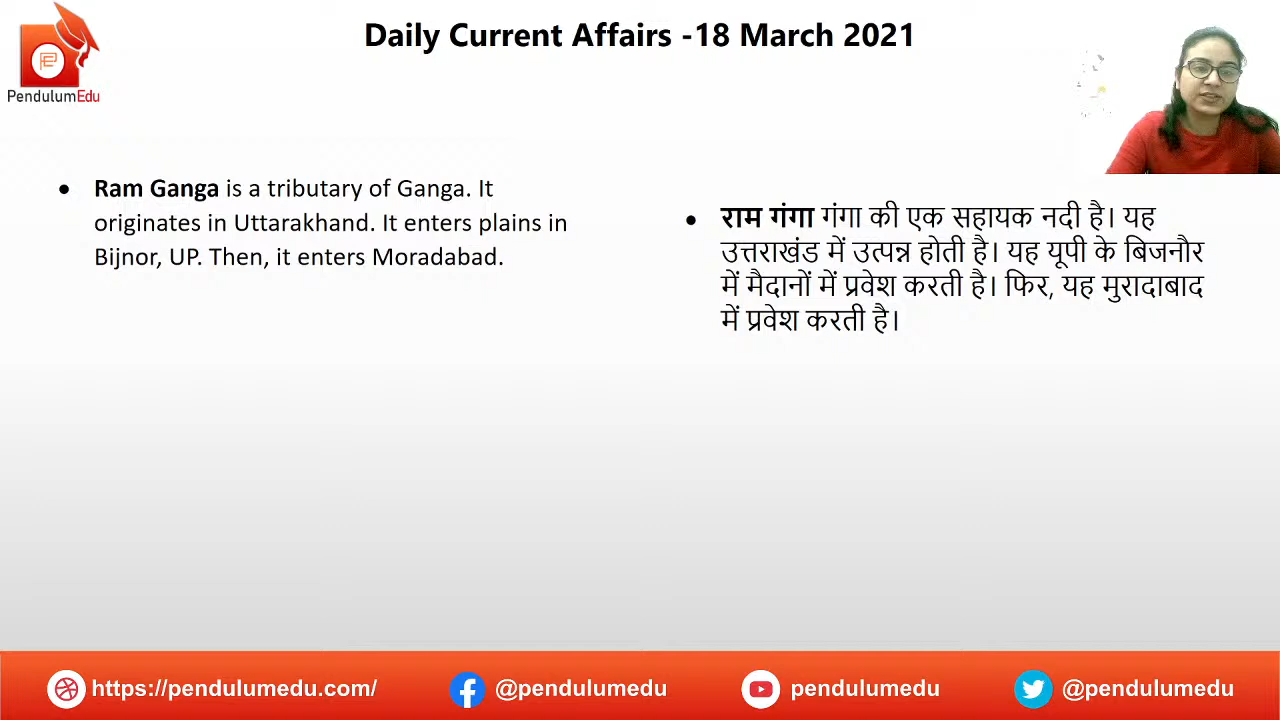 Daily Current Affairs -18 March 2021
PendulumEdu
● Ram Ganga is a tributary of Ganga. It
originates in Uttarakhand. It enters plains in
Bijnor, UP. Then, it enters Moradabad.
● राम गंगा गंगा की एक सहायक नदी है। यह
उत्तराखंड में उत्पन्न होती है। यह यूपी के बिजनौर
में मैदानों में प्रवेश करती है। फिर, यह मुरादाबाद
में प्रवेश करती है।
https://pendulumedu.com/
@pendulumedu
pendulumedu
@pendulumedu